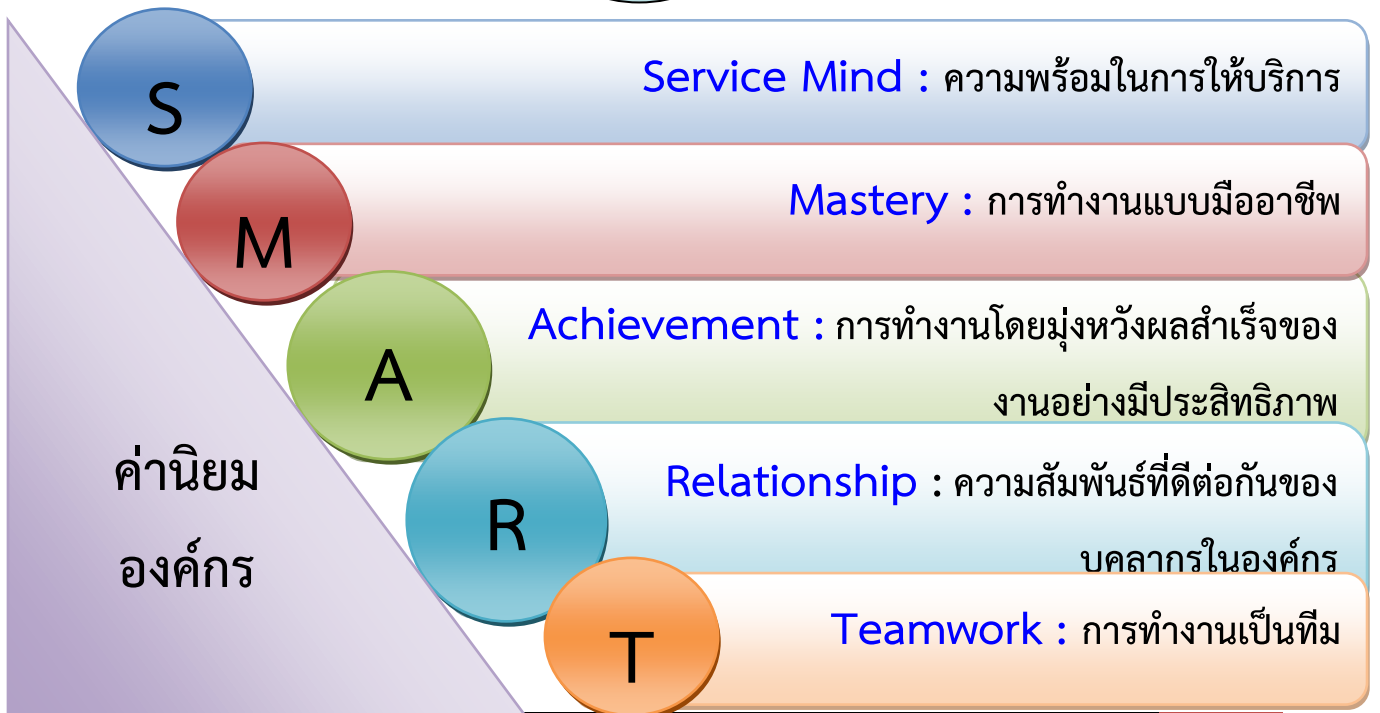 S
Service Mind : ความพร้อมในการให้บริการ
M
Mastery : การทำงานแบบมืออาชีพ
A
Achievement : การทำงานโดยมุ่งหวังผลสำเร็จของ
งานอย่างมีประสิทธิภาพ
R
Relationship : ความสัมพันธ์ที่ดีต่อกันของ
บุคลากรในองค์กร
T
Teamwork : การทำงานเป็นทีม
ค่านิยม
องค์กร